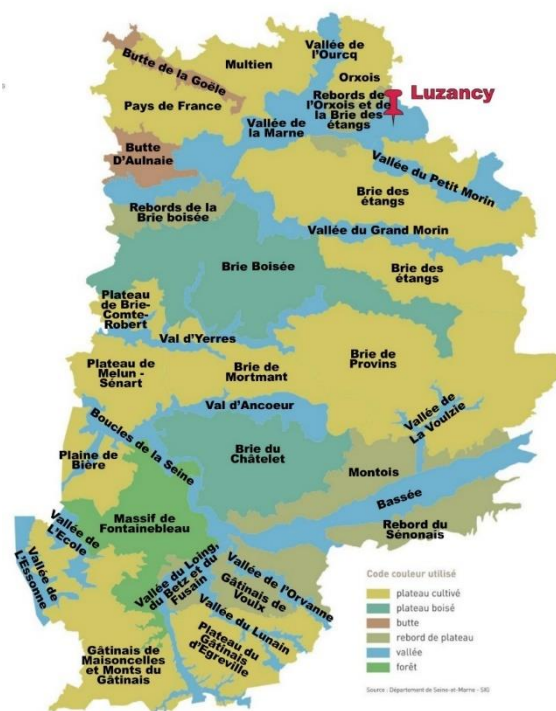 Vallée de
l'Ourcq
Butte de la Goële
Multien
Orxois
Pays de France
Rebords de
l'Orxois et de
la Brie des
étangs
Luzancy
Vallée de
la Marne
Butte
D'Aulnaie
Vallée du Petit Morin
Brie des
étangs
Rebords de la
Brie boisée
Vallée du Grand Morin
Brie Boisée
Brie des
étangs
Plateau
de Brie-
Comte-
Robert
Val d'Yerres
Plateau de
Melun -
Sénart
Brie de
Mormant
Brie de
Provins
Val d'Ancoeur
Vallée de
La Voulzie
Boucles de la Seine
Plaine de
Bière
Brie du
Châtelet
Montois
Bassée
Massif de
Fontainebleau
Rebord du
Sénonais
Vallée de
L'Ecole
Vallée de
L'Essonne
Vallée du Loing,
du Betz et du
Fusain
Vallée de l'Orvanne
Gâtinais de
Voulx
Vallée du Lunain
Plateau du
Gâtinais
d'Egreville
Gâtinais de
Maisoncelles
et Monts du
Gâtinais
Code couleur utilisé
plateau cultivé
plateau boisé
butte
rebord de plateau
vallée
forêt
Source : Département de Seine-et-Marne - SIG